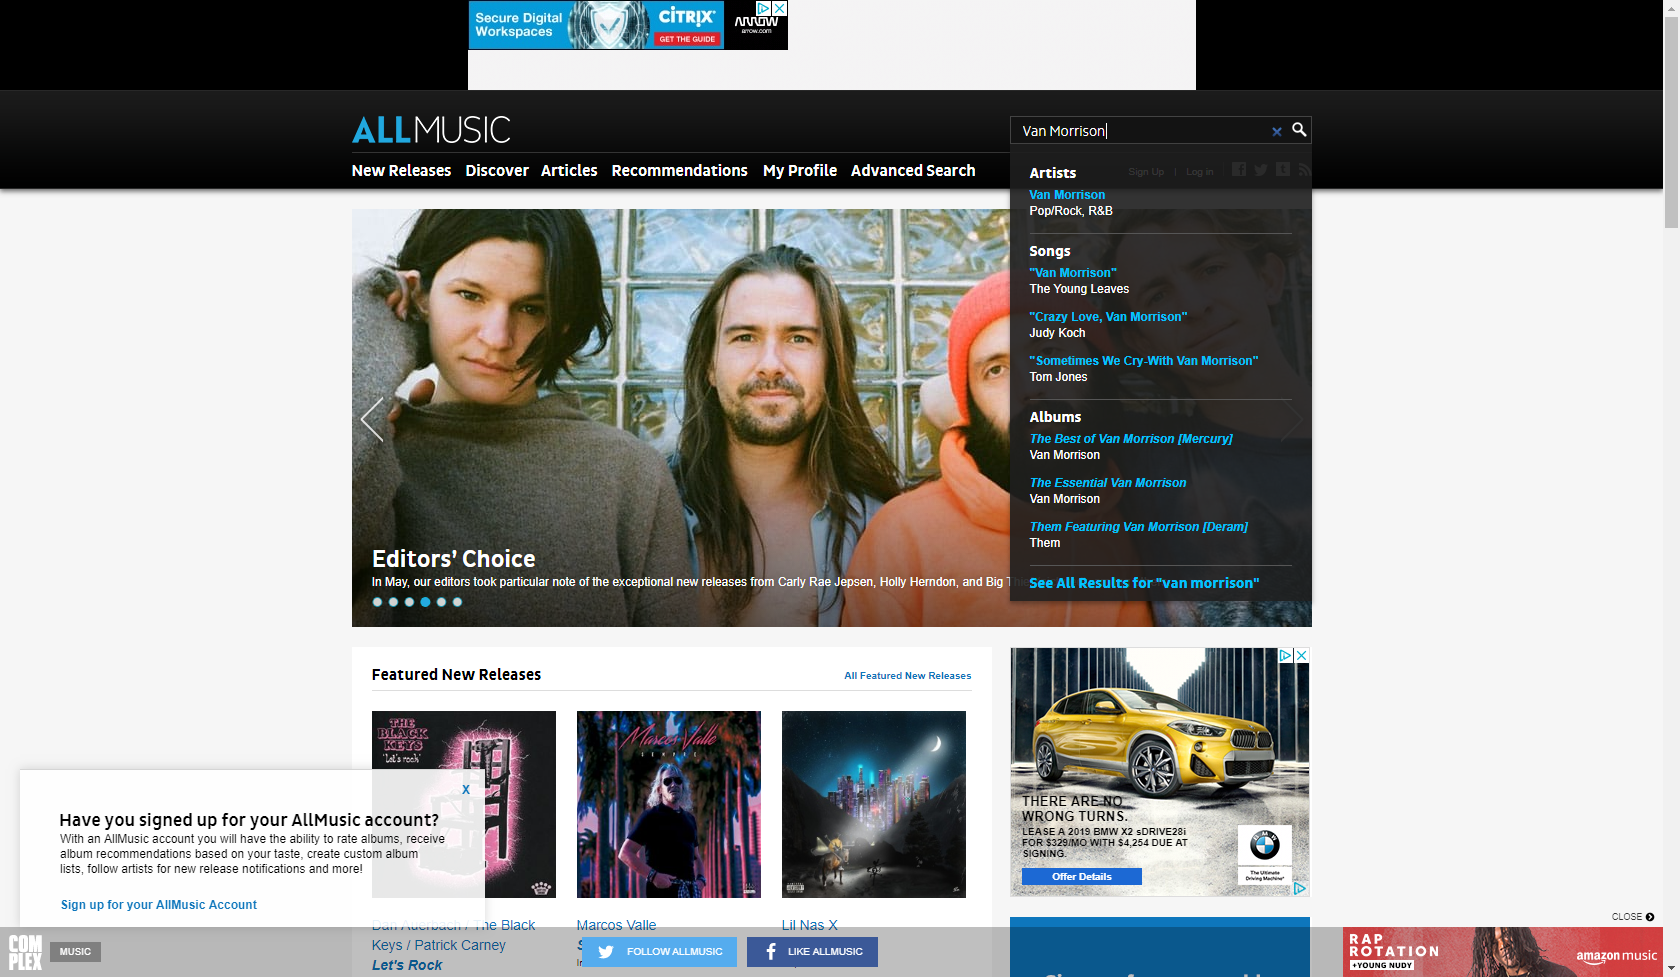 Secure Digital
Workspaces
CITRIX
GET THE GUIDE
ARROW
arrow.com
ALLMUSIC
Van Morrison
New Releases
Discover
Articles
Recommendations
My Profile
Advanced Search
Sign Up | Log in
Artists
Van Morrison
Pop/Rock, R&B
Songs
"Van Morrison"
The Young Leaves
"Crazy Love, Van Morrison"
Judy Koch
"Sometimes We Cry-With Van Morrison"
Tom Jones
Albums
The Best of Van Morrison [Mercury]
Van Morrison
The Essential Van Morrison
Van Morrison
Them Featuring Van Morrison [Deram]
Them
See All Results for "van morrison"
Editors’ Choice
In May, our editors took particular note of the exceptional new releases from Carly Rae Jepsen, Holly Herndon, and Big Thie
Featured New Releases
All Featured New Releases
THE
BLACK
KEYS
"Let's rock"
Marcos Valle
SEMPRE
THERE ARE NO
WRONG TURNS.
LEASE A 2019 BMW X2 sDRIVE28i
FOR $329/MO WITH $4,254 DUE AT
SIGNING.
Offer Details
BMW
The Ultimate
Driving Machine®
X
Have you signed up for your AllMusic account?
With an AllMusic account you will have the ability to rate albums, receive
album recommendations based on your taste, create custom album
lists, follow artists for new release notifications and more!
Sign up for your AllMusic Account
Dan Auerbach / The Black
Keys / Patrick Carney
Let's Rock
Marcos Valle
Lil Nas X
CLOSE
COM
PLEX
MUSIC
FOLLOW ALLMUSIC
LIKE ALLMUSIC
RAP
ROTATION
+YOUNG NUDY
amazon music